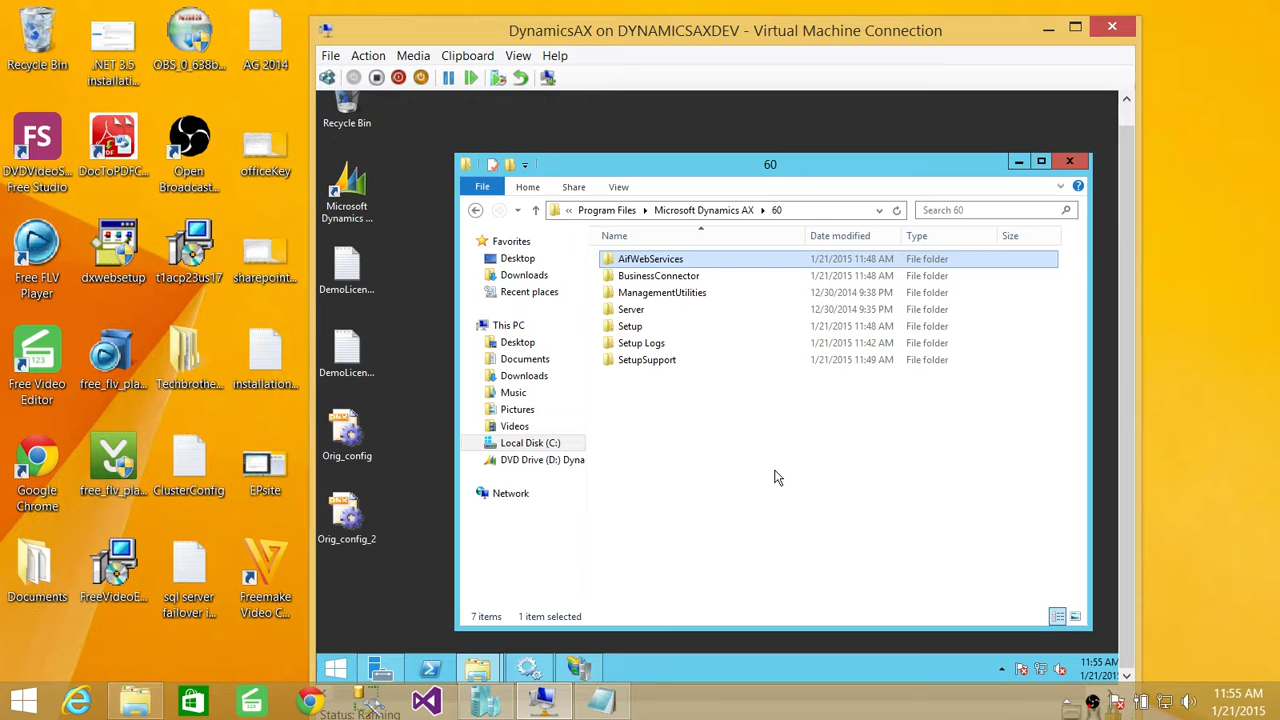 Recycle Bin
.NET 3.5
installati...
OBS_0_638b...
AG 2014
DVDVideoS...
Free Studio
DocToPDFC...
Open
Broadcast...
officeKey
Free FLV
Player
dxwebsetup
t1acp23us17
sharepoint...
Free Video
Editor
free_flv_pla...
Techbrothe...
installation...
Google
Chrome
free_flv_pla...
ClusterConfig
EPsite
Documents
FreeVideoE...
sql server
failover i...
Freemake
Video C...
DynamicsAX on DYNAMICSAXDEV - Virtual Machine Connection
File Action Media Clipboard View Help
Recycle Bin
Microsoft
Dynamics ...
DemoLicen...
DemoLicen...
Orig_config
Orig_config_2
60
File Home Share View
« Program Files Microsoft Dynamics AX 60
Search 60
Favorites
Desktop
Downloads
Recent places
This PC
Desktop
Documents
Downloads
Music
Pictures
Videos
Local Disk (C:)
DVD Drive (D:) Dyna
Network
Name Date modified Type Size
AifWebServices 1/21/2015 11:48 AM File folder
BusinessConnector 1/21/2015 11:48 AM File folder
ManagementUtilities 12/30/2014 9:38 PM File folder
Server 12/30/2014 9:35 PM File folder
Setup 1/21/2015 11:48 AM File folder
Setup Logs 1/21/2015 11:42 AM File folder
SetupSupport 1/21/2015 11:49 AM File folder
7 items 1 item selected
11:55 AM
1/21/2015
Status: Running
11:55 AM
1/21/2015